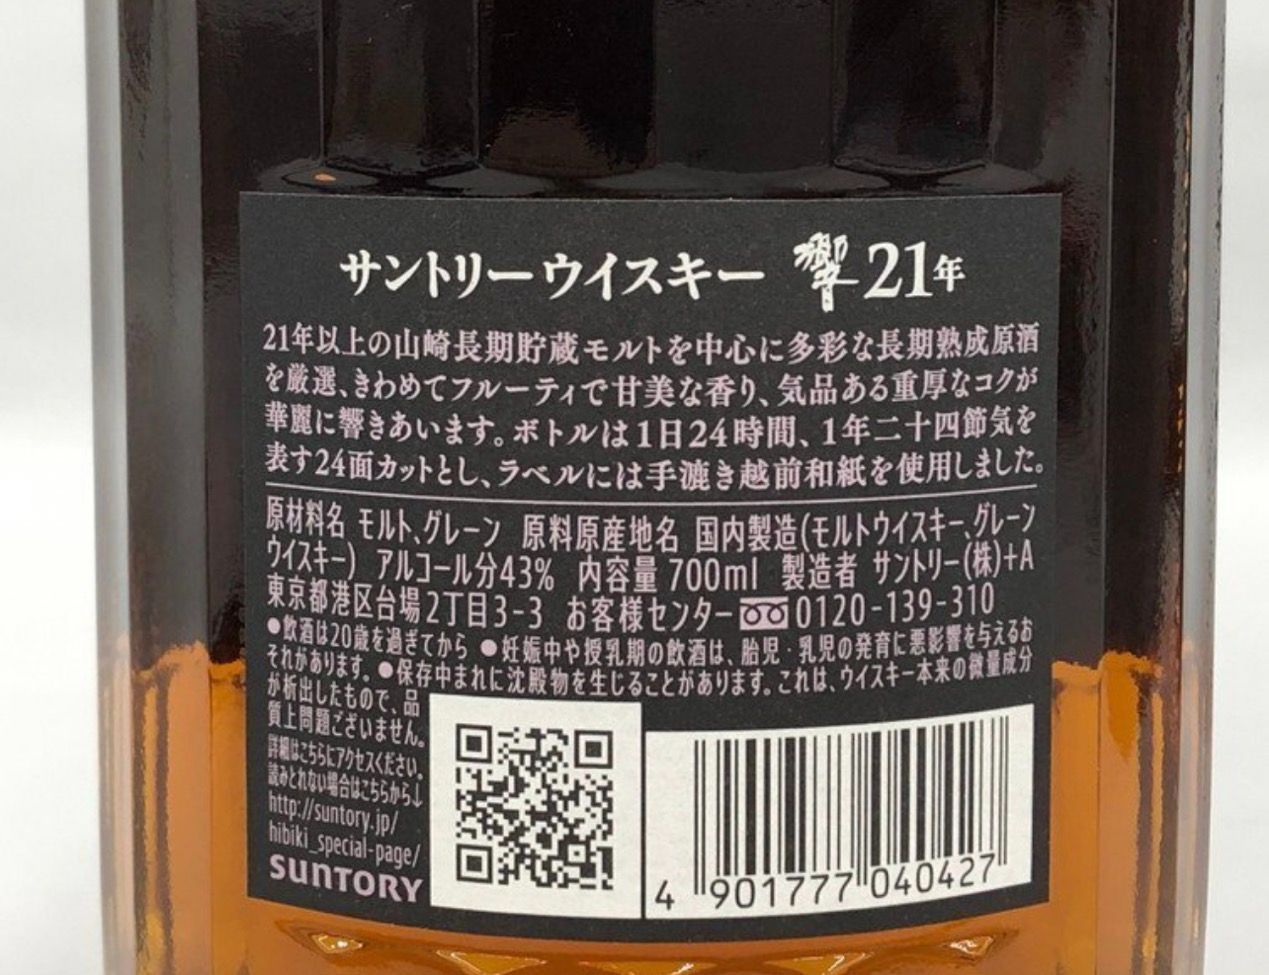 サントリーウイスキー 響 21年
21年以上の山崎長期貯蔵モルトを中心に多彩な長期熟成原酒
を厳選、きわめてフルーティで甘美な香り、気品ある重厚なコクが
華麗に響きあいます。ボトルは1日24時間、1年二十四節気を
表す24面カットとし、ラベルには手漉き越前和紙を使用しました。
原材料名 モルト、グレーン 原料原産地名 国内製造(モルトウイスキー、グレーン
ウイスキー) アルコール分43% 内容量 700ml 製造者 サントリー(株)+A
東京都港区台場2丁目3-3 お客様センター 0120-139-310
●飲酒は20歳を過ぎてから ●妊娠中や授乳期の飲酒は、胎児・乳児の発育に悪影響を与えるお
それがあります。●保存中まれに沈殿物を生じることがあります。これは、ウイスキー本来の微量成分
が析出したもので、品
質上問題ございません。
詳細はこちらにアクセスください。
読みとれない場合はこちらから↓
http://suntory.jp/
hibiki_special-page/
SUNTORY
4 901777 040427